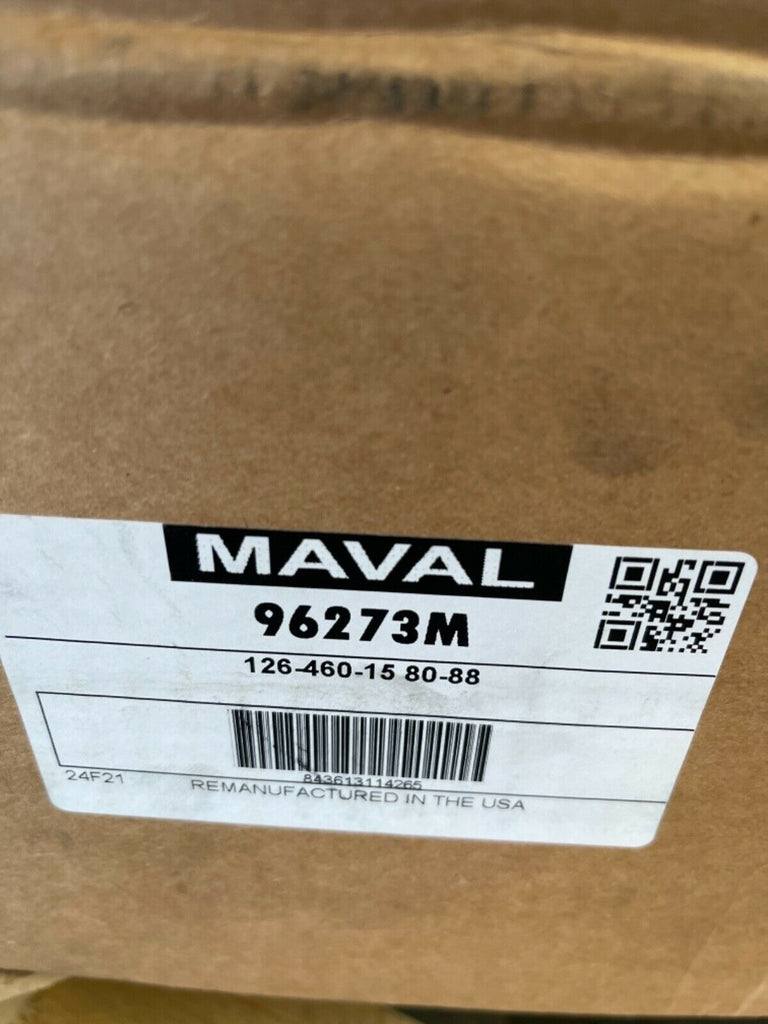 MAVAL
96273M
126-460-15 80-88
843613114265
24F21
REMANUFACTURED IN THE USA